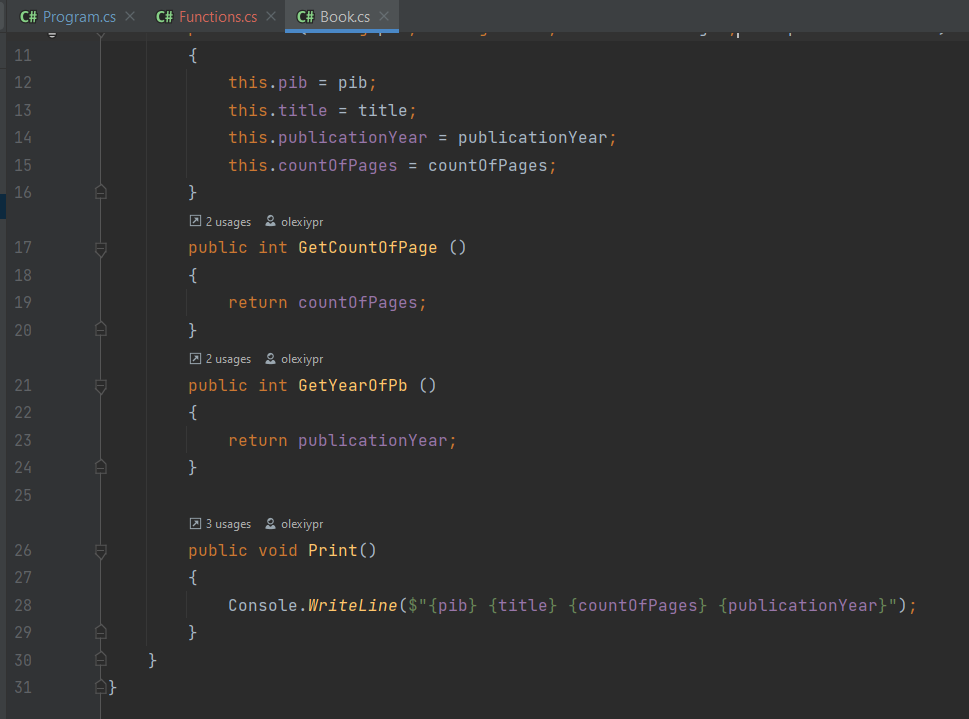 C# Program.cs C# Functions.cs C# Book.cs
11 {
12 this.pib = pib;
13 this.title = title;
14 this.publicationYear = publicationYear;
15 this.countOfPages = countOfPages;
16 }
2 usages olexiypr
17 public int GetCountOfPage ()
18 {
19 return countOfPages;
20 }
2 usages olexiypr
21 public int GetYearOfPb ()
22 {
23 return publicationYear;
24 }
25
3 usages olexiypr
26 public void Print()
27 {
28 Console.WriteLine($"{pib} {title} {countOfPages} {publicationYear}");
29 }
30 }
31 }